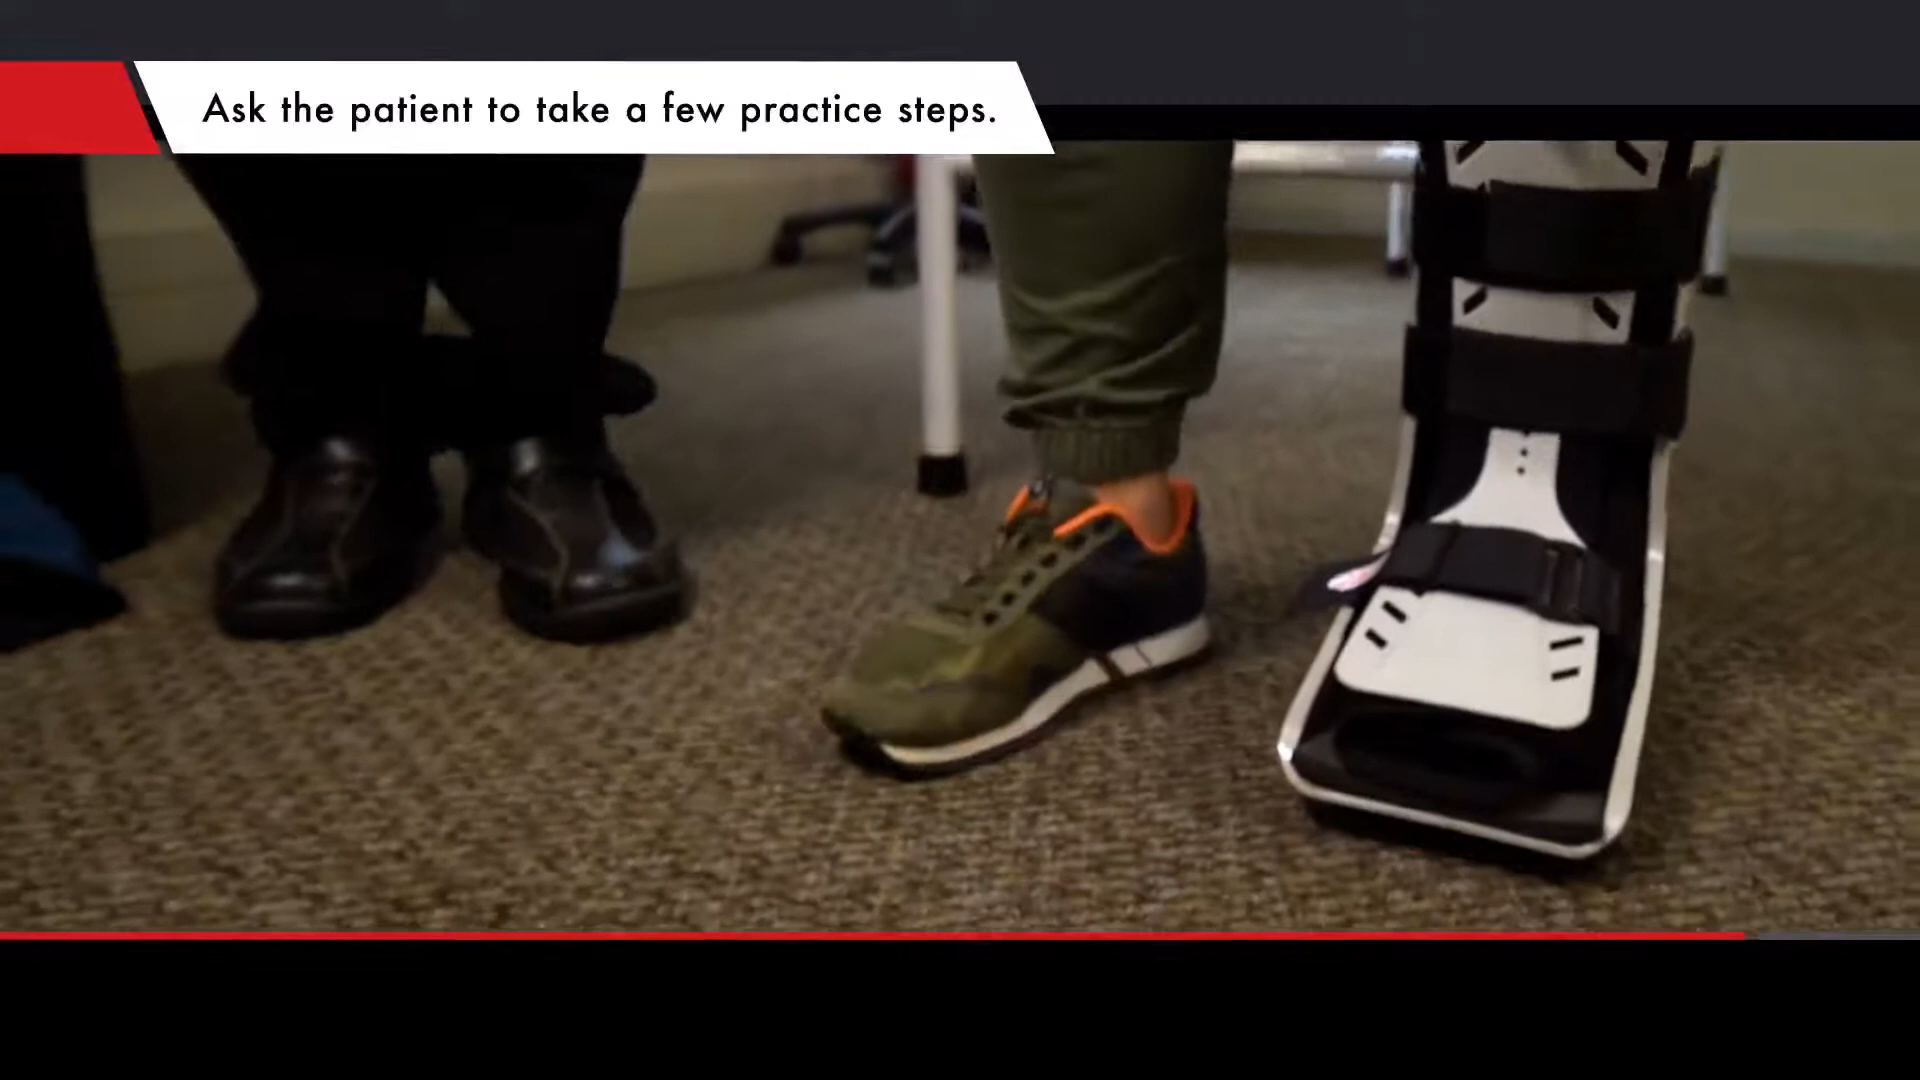 Ask the patient to take a few practice steps.